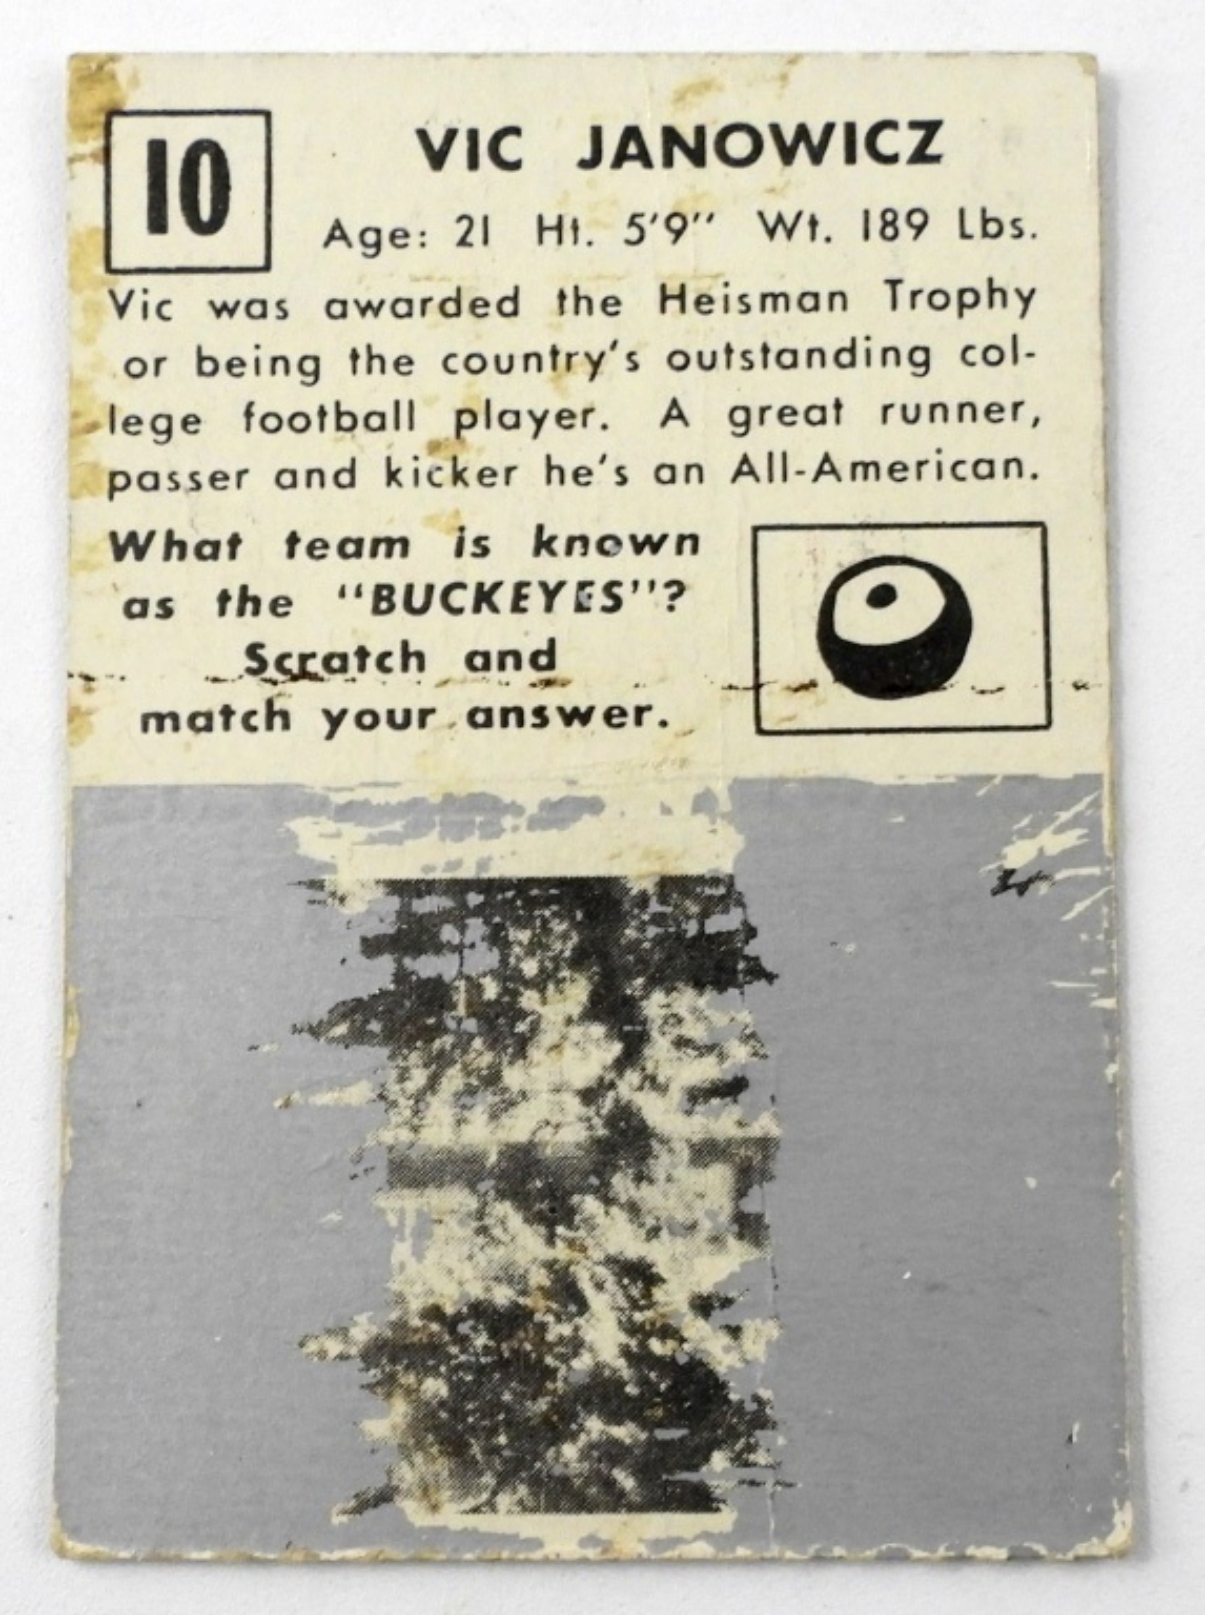 10
VIC JANOWICZ
Age: 21 Ht. 5'9" Wt. 189 Lbs.
Vic was awarded the Heisman Trophy
or being the country's outstanding col-
lege football player. A great runner,
passer and kicker he's an All-American.
What team is known
as the "BUCKEYES"?
Scratch and
match your answer.